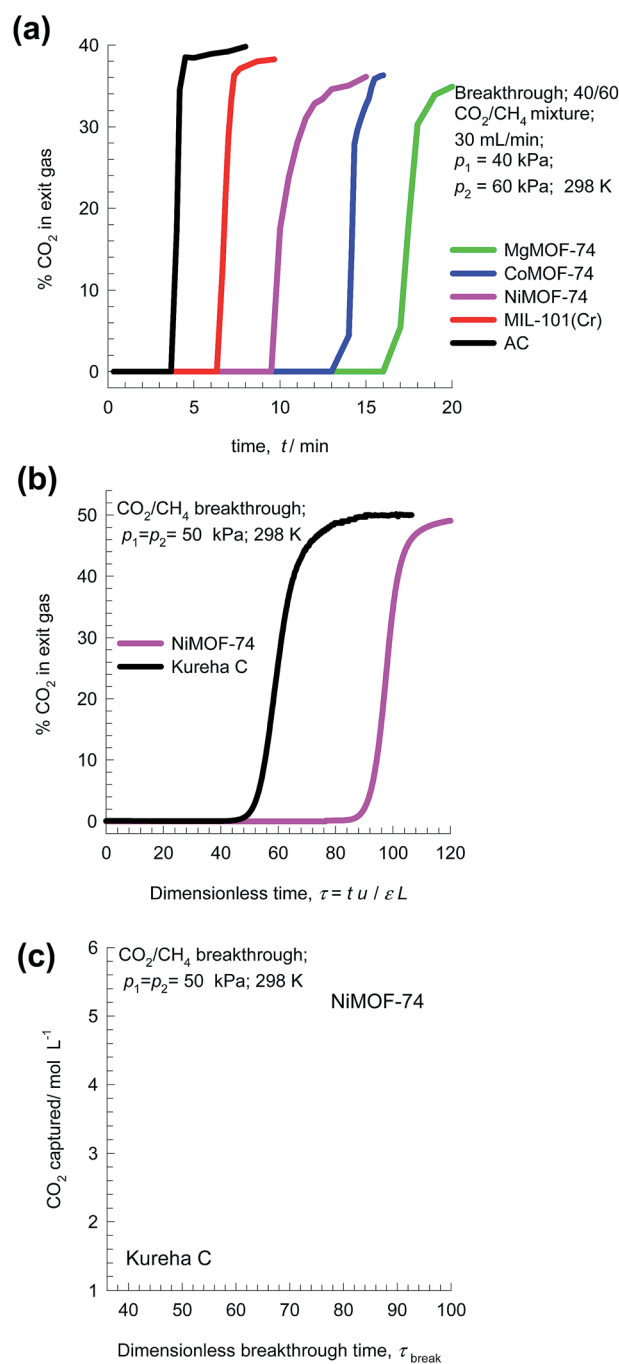 (a)
40
30
20
10
0
% CO2 in exit gas
5
10
15
20
time, t / min
Breakthrough; 40/60
CO2/CH4 mixture;
30 mL/min;
p1 = 40 kPa;
p2 = 60 kPa; 298 K
MgMOF-74
CoMOF-74
NiMOF-74
MIL-101(Cr)
AC
(b)
50
40
30
20
10
0
% CO2 in exit gas
CO2/CH4 breakthrough;
p1=p2= 50 kPa; 298 K
NiMOF-74
Kureha C
0
20
40
60
80
100
120
Dimensionless time, τ = t u / ε L
(c)
6
5
4
3
2
1
CO2 captured/ mol L-1
CO2/CH4 breakthrough;
p1=p2= 50 kPa; 298 K
NiMOF-74
Kureha C
40
50
60
70
80
90
100
Dimensionless breakthrough time, τbreak